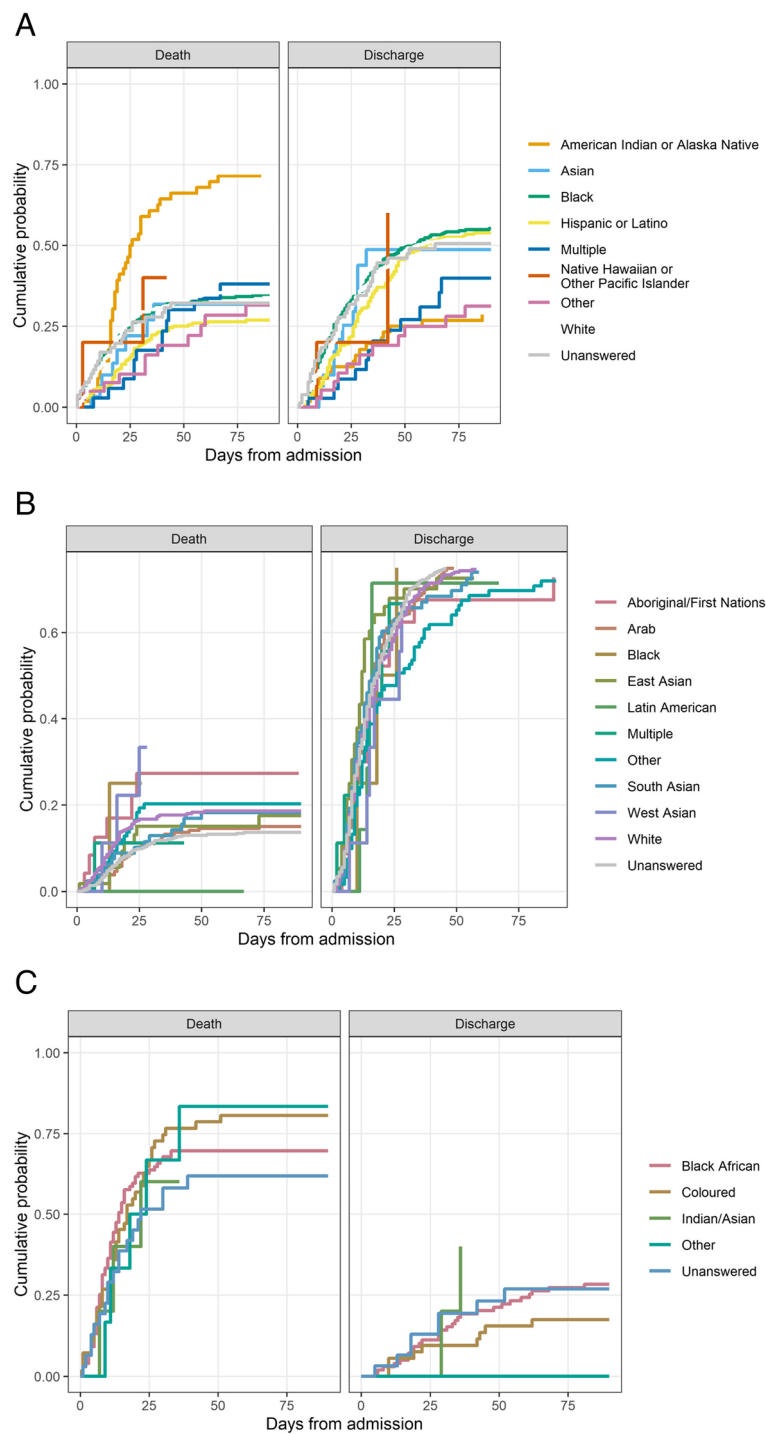 A
Death
Discharge
1.00
0.75
0.50
0.25
0.00
Cumulative probability
0
25
50
75
0
25
50
75
Days from admission
American Indian or Alaska Native
Asian
Black
Hispanic or Latino
Multiple
Native Hawaiian or
Other Pacific Islander
Other
White
Unanswered
B
Death
Discharge
0.6
0.4
0.2
0.0
Cumulative probability
0
25
50
75
0
25
50
75
Days from admission
Aboriginal/First Nations
Arab
Black
East Asian
Latin American
Multiple
Other
South Asian
West Asian
White
Unanswered
C
Death
Discharge
1.00
0.75
0.50
0.25
0.00
Cumulative probability
0
25
50
75
0
25
50
75
Days from admission
Black African
Coloured
Indian/Asian
Other
Unanswered